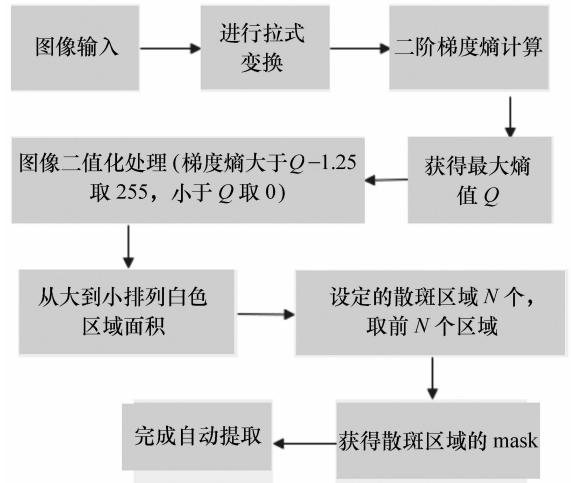 图像输入
进行拉式
变换
二阶梯度熵计算
获得最大熵
值 Q
图像二值化处理 (梯度熵大于Q−1.25
取 255，小于 Q 取 0)
从大到小排列白色
区域面积
设定的散斑区域 N 个，
取前 N 个区域
获得散斑区域的 mask
完成自动提取